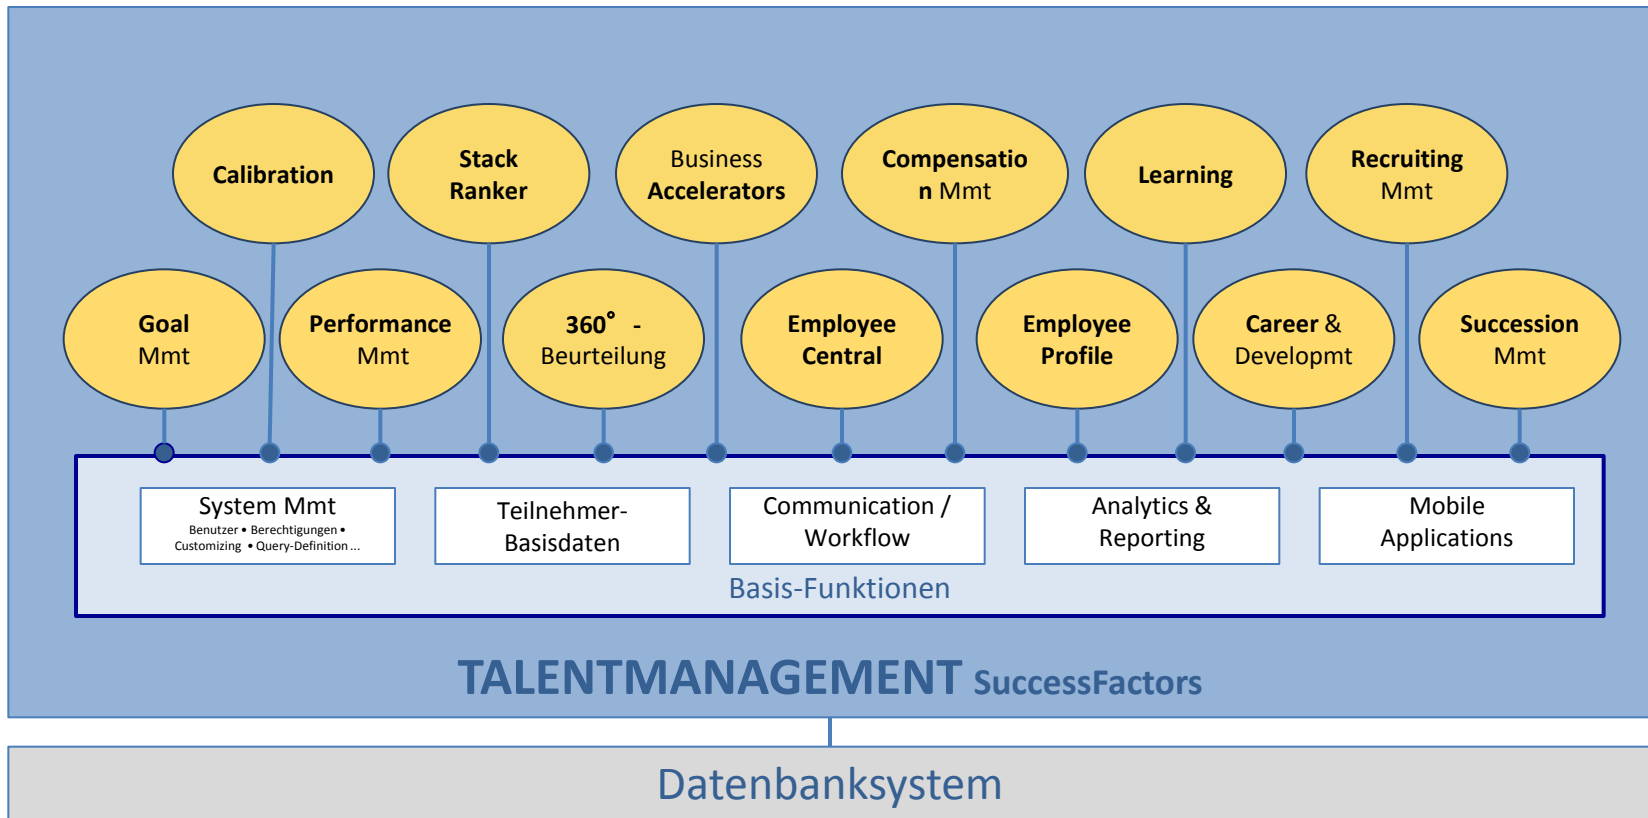 Calibration
Stack
Ranker
Business
Accelerators
Compensatio
n Mmt
Learning
Recruiting
Mmt
Goal
Mmt
Performance
Mmt
360° -
Beurteilung
Employee
Central
Employee
Profile
Career &
Developmt
Succession
Mmt
System Mmt
Benutzer • Berechtigungen •
Customizing • Query-Definition ...
Teilnehmer-
Basisdaten
Communication /
Workflow
Analytics &
Reporting
Mobile
Applications
Basis-Funktionen
TALENTMANAGEMENT SuccessFactors
Datenbanksystem